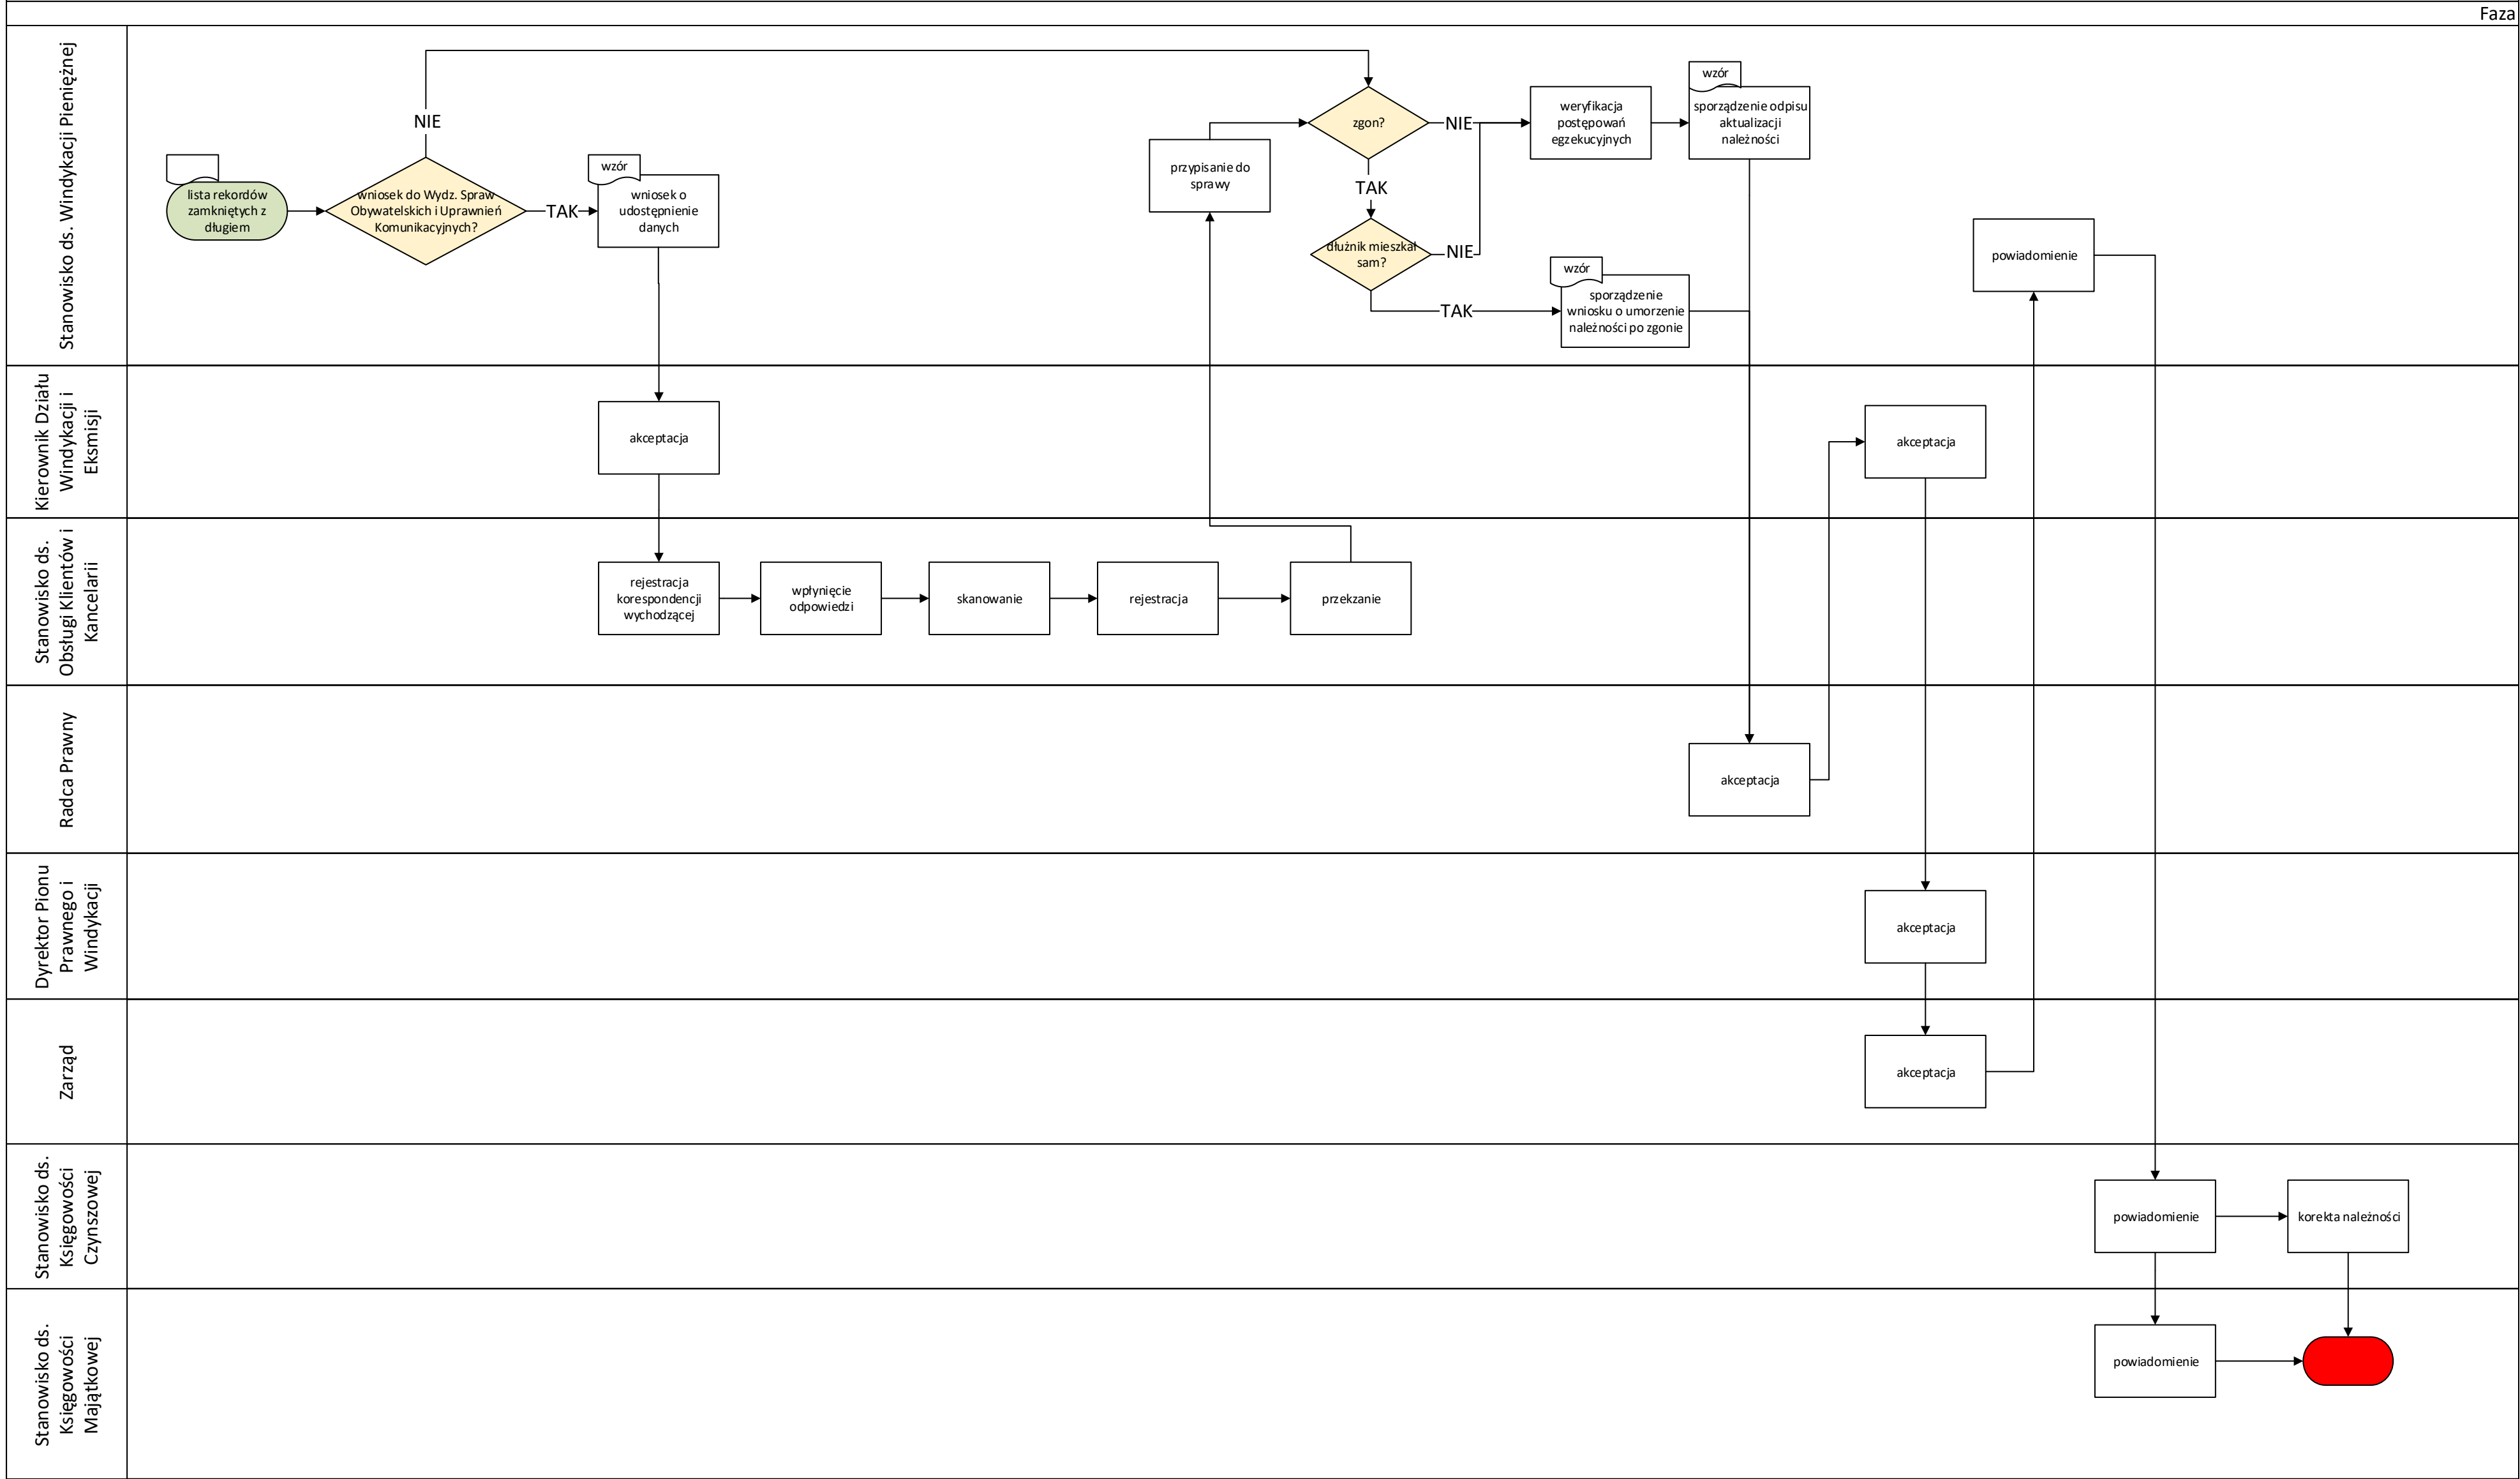 Faza
Stanowisko ds. Windykacji Pieniężnej
NIE
lista rekordów
zamkniętych z
długiem
wniosek do Wydz. Spraw
Obywatelskich i Uprawnień
Komunikacyjnych?
TAK
wzór
wniosek o
udostępnienie
danych
przypisanie do
sprawy
zgon?
NIE
TAK
dłużnik mieszkał
sam?
NIE
TAK
weryfikacja
postępowań
egzekucyjnych
wzór
sporządzenie odpisu
aktualizacji
należności
wzór
sporządzenie
wniosku o umorzenie
należności po zgonie
powiadomienie
Kierownik Działu
Windykacji i
Eksmisji
akceptacja
akceptacja
Stanowisko ds.
Obsługi Klientów i
Kancelarii
rejestracja
korespondencji
wychodzącej
wpłynięcie
odpowiedzi
skanowanie
rejestracja
przekzanie
Radca Prawny
akceptacja
Dyrektor Pionu
Prawnego i
Windykacji
akceptacja
Zarząd
akceptacja
Stanowisko ds.
Księgowości
Czynszowej
powiadomienie
korekta należności
Stanowisko ds.
Księgowości
Majątkowej
powiadomienie